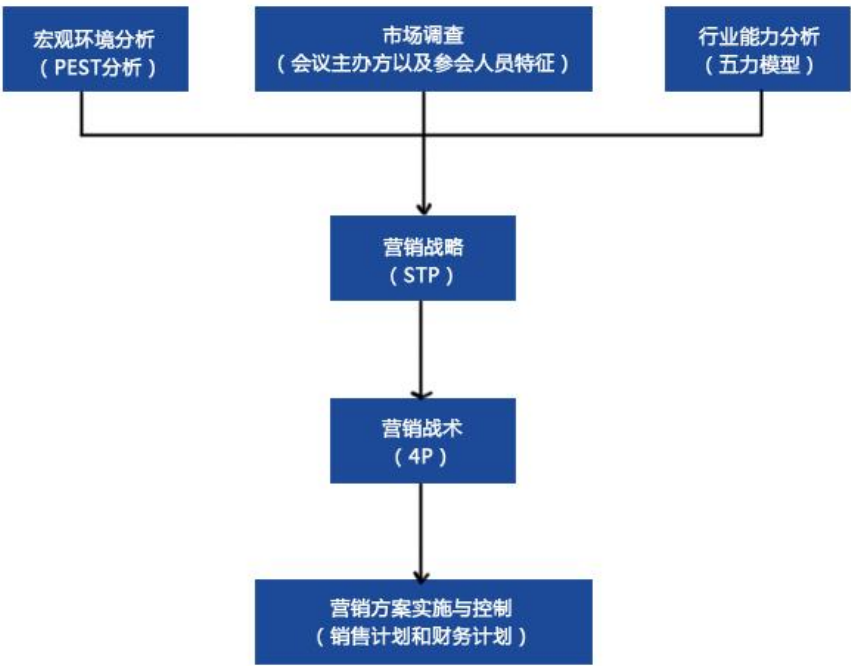 宏观环境分析
（PEST分析）
市场调查
（会议主办方以及参会人员特征）
行业能力分析
（五力模型）
营销战略
（STP）
营销战术
（4P）
营销方案实施与控制
（销售计划和财务计划）